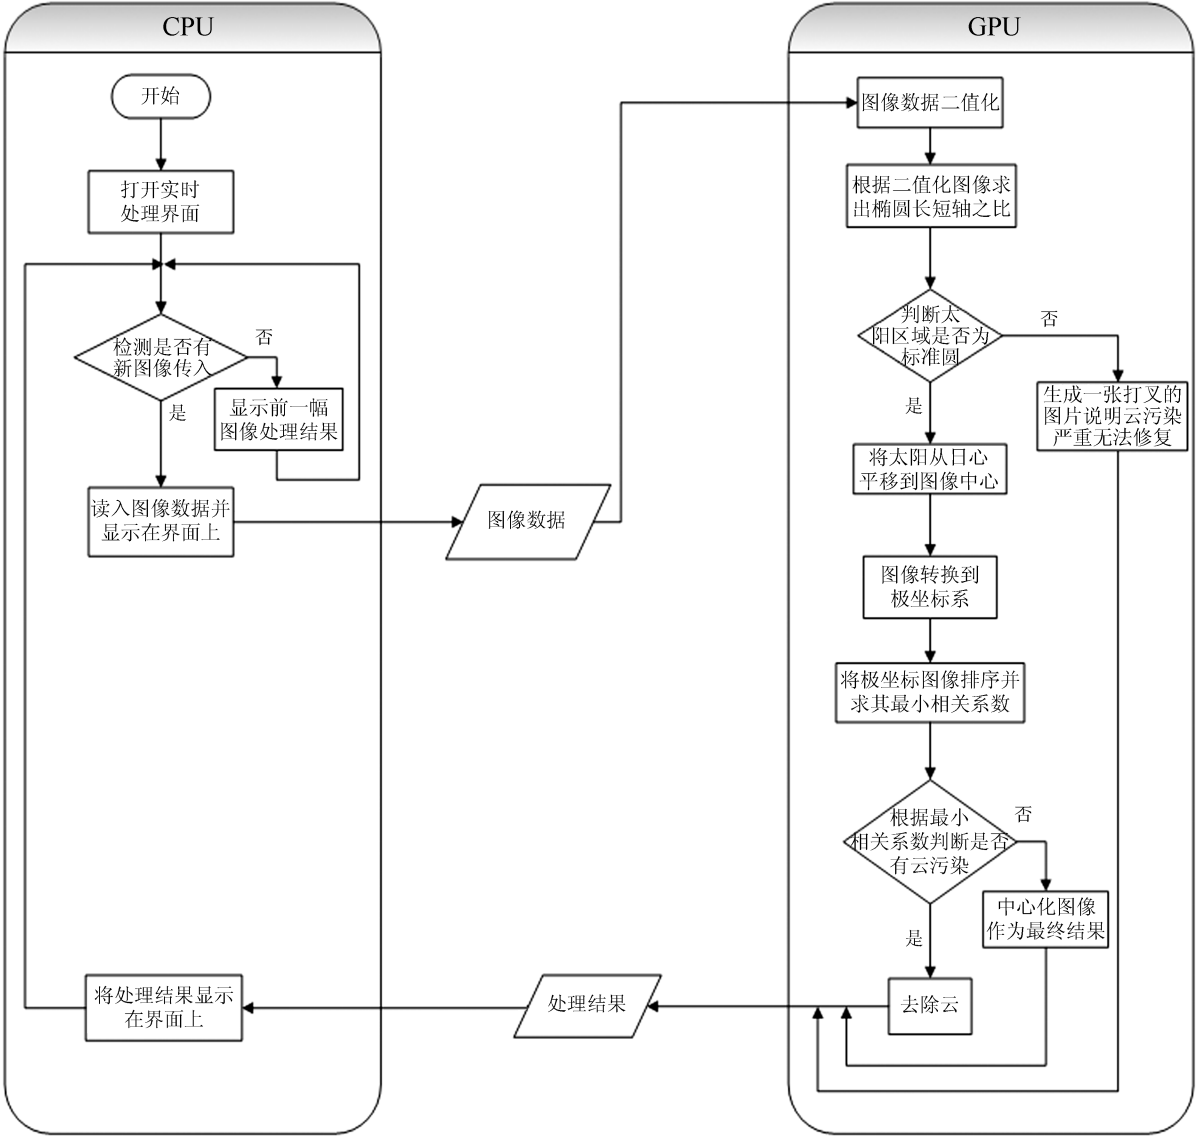 CPU
开始
打开实时
处理界面
检测是否有
新图像传入
否
是
显示前一幅
图像处理结果
读入图像数据并
显示在界面上
将处理结果显示
在界面上
图像数据
处理结果
GPU
图像数据二值化
根据二值化图像求
出椭圆长短轴之比
判断太
阳区域是否为
标准圆
否
是
生成一张打叉的
图片说明云污染
严重无法修复
将太阳从日心
平移到图像中心
图像转换到
极坐标系
将极坐标图像排序并
求其最小相关系数
根据最小
相关系数判断是否
有云污染
否
是
中心化图像
作为最终结果
去除云